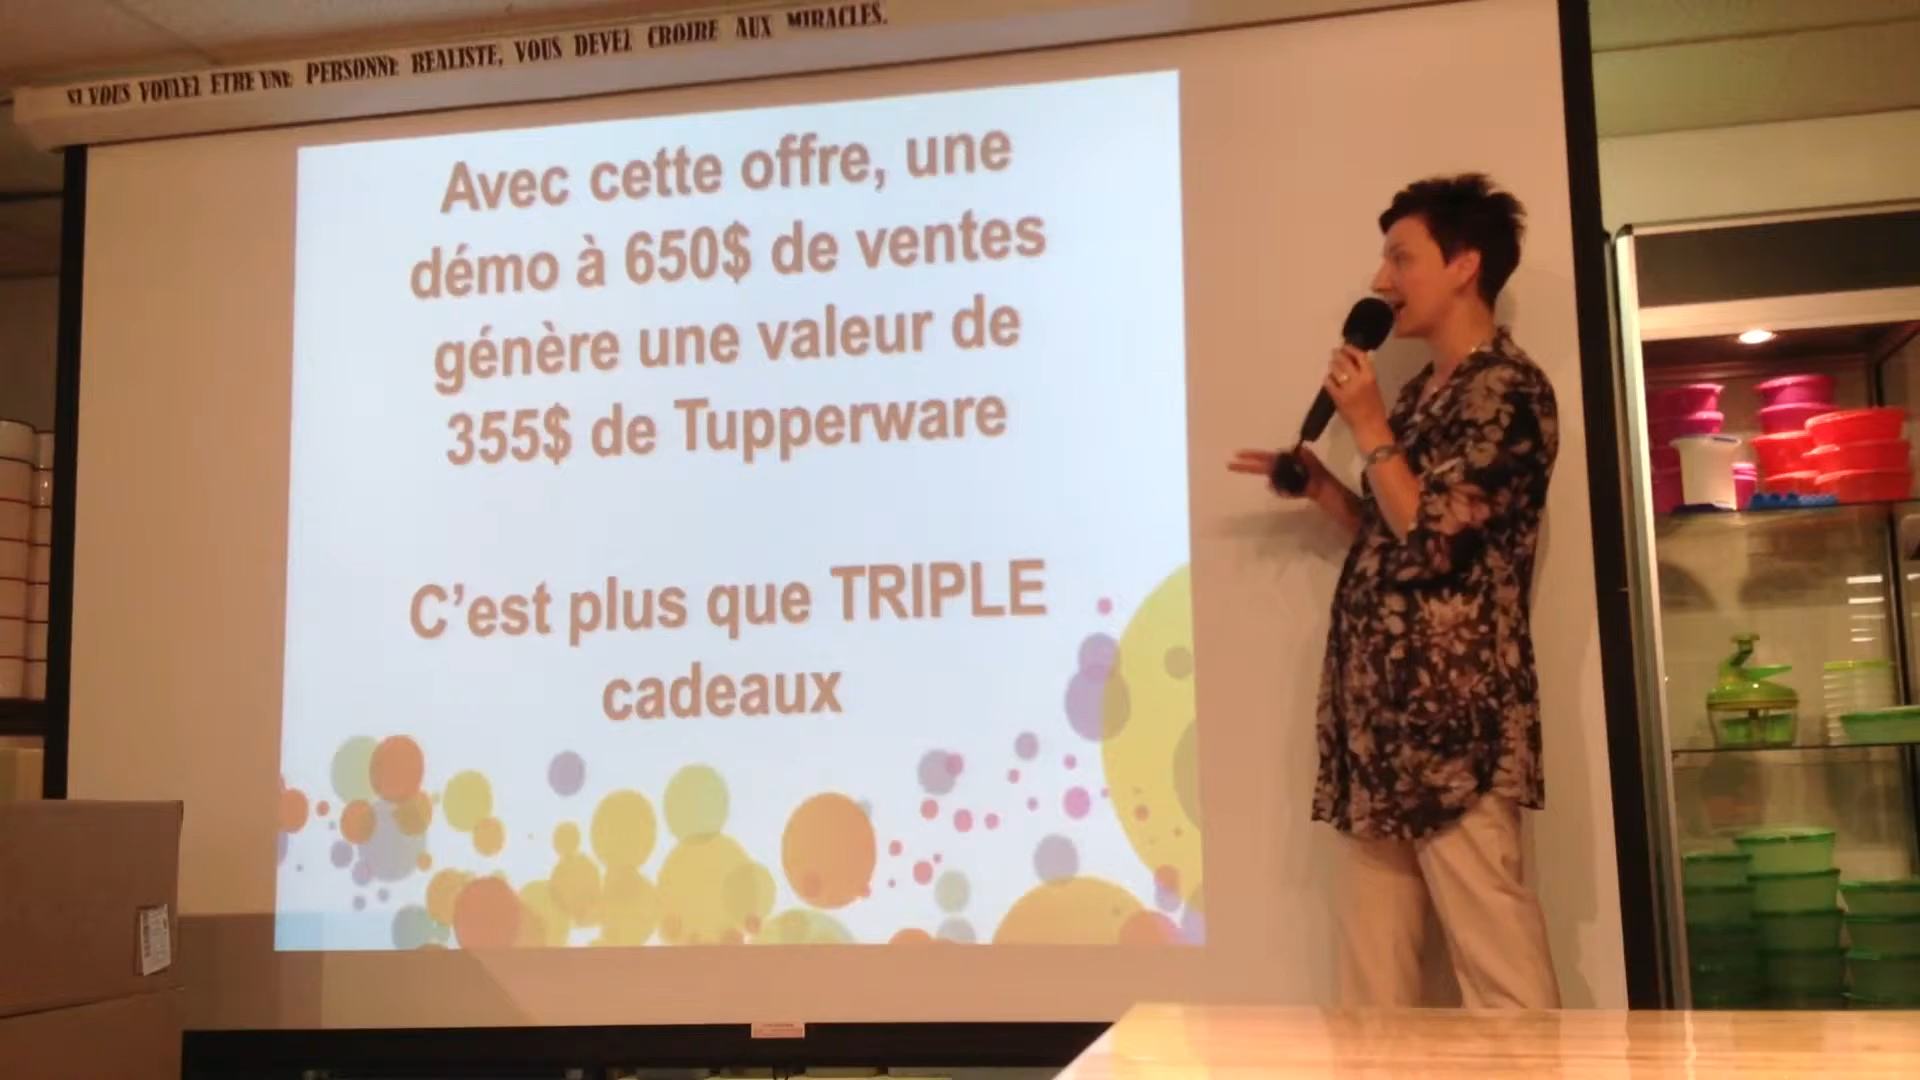 SI VOUS VOULEZ ETRE UNE PERSONNE REALISTE, VOUS DEVEZ CROIRE AUX MIRACLES.
Avec cette offre, une
démo à 650$ de ventes
génère une valeur de
355$ de Tupperware
C'est plus que TRIPLE
cadeaux